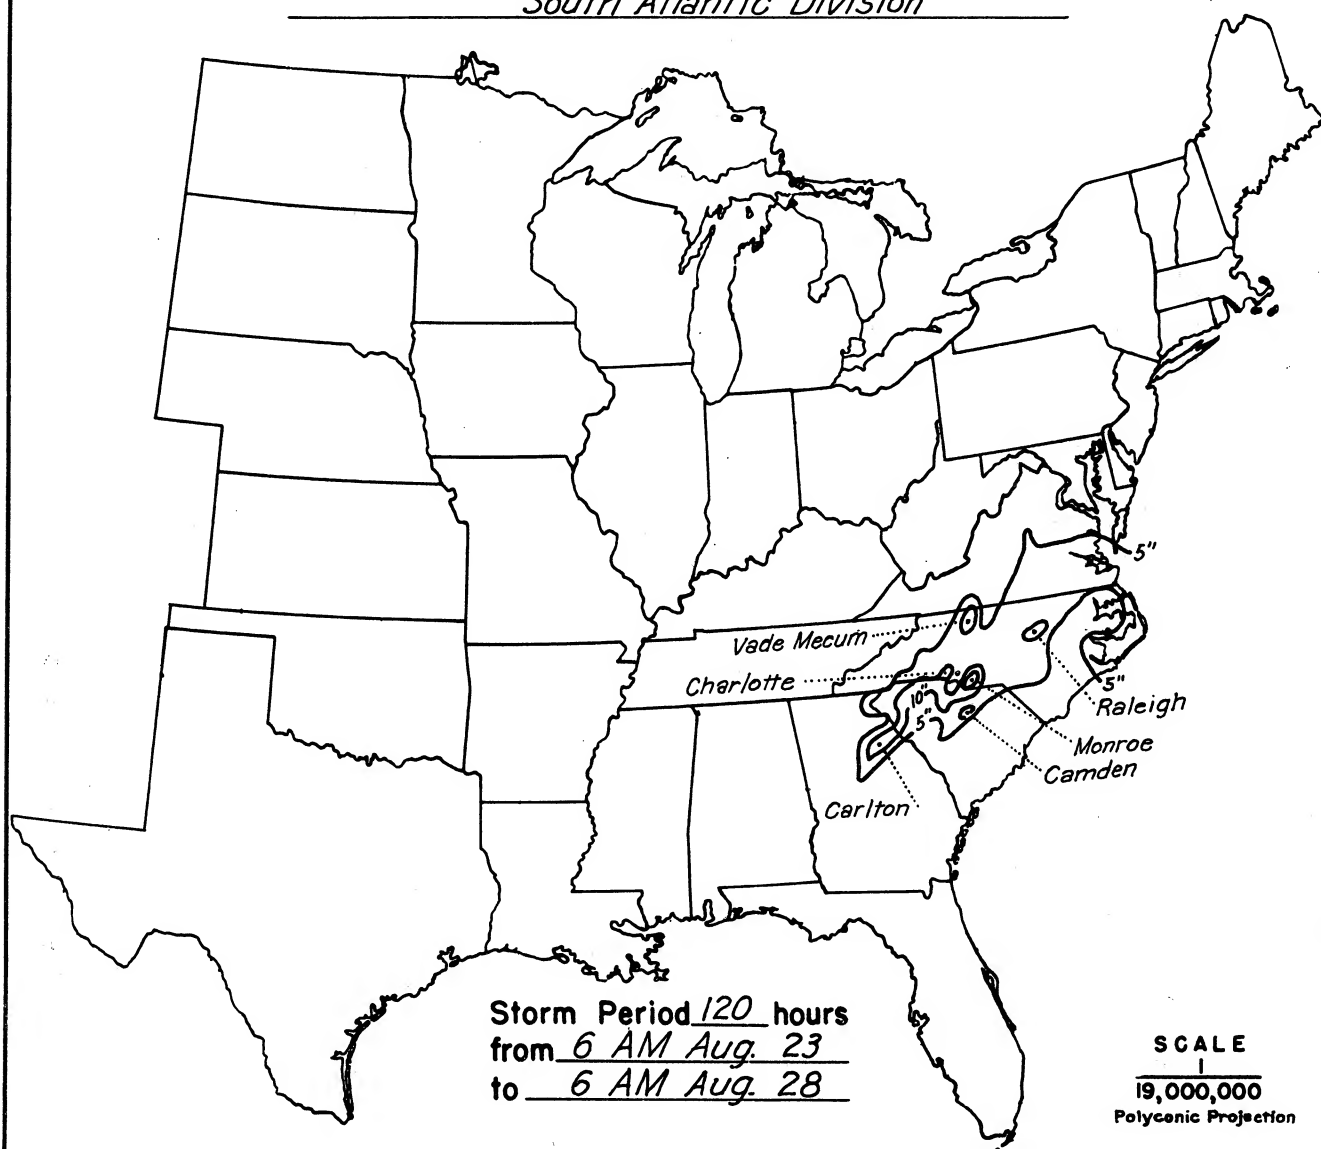 South Atlantic Division
5"
Vade Mecum
Charlotte
10"
5"
5"
Raleigh
Monroe
Camden
Carlton
Storm Period 120 hours
from 6 AM Aug. 23
to 6 AM Aug. 28
SCALE
1
19,000,000
Polyconic Projection